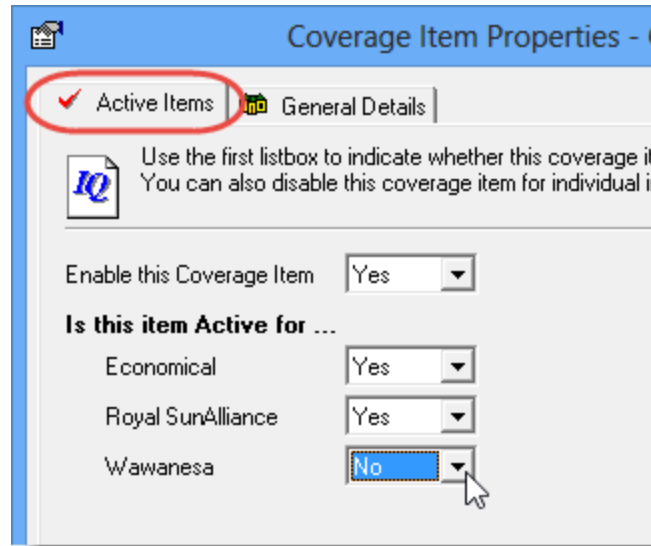 Coverage Item Properties -
Active Items
General Details
IQ
Use the first listbox to indicate whether this coverage
You can also disable this coverage item for individual
Enable this Coverage Item Yes
Is this item Active for ...
Economical Yes
Royal SunAlliance Yes
Wawanesa No